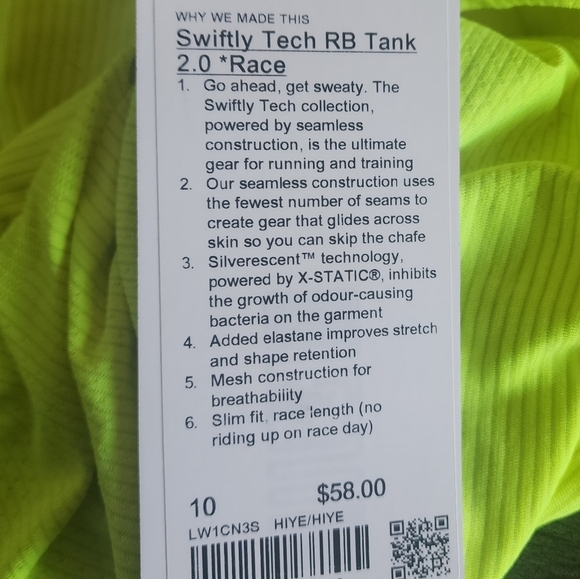 WHY WE MADE THIS
Swiftly Tech RB Tank
2.0 *Race
1. Go ahead, get sweaty. The
Swiftly Tech collection,
powered by seamless
construction, is the ultimate
gear for running and training
2. Our seamless construction uses
the fewest number of seams to
create gear that glides across
skin so you can skip the chafe
3. Silverescent™ technology,
powered by X-STATIC®, inhibits
the growth of odour-causing
bacteria on the garment
4. Added elastane improves stretch
and shape retention
5. Mesh construction for
breathability
6. Slim fit, race length (no
riding up on race day)
10 $58.00
LW1CN3S HIYE/HIYE